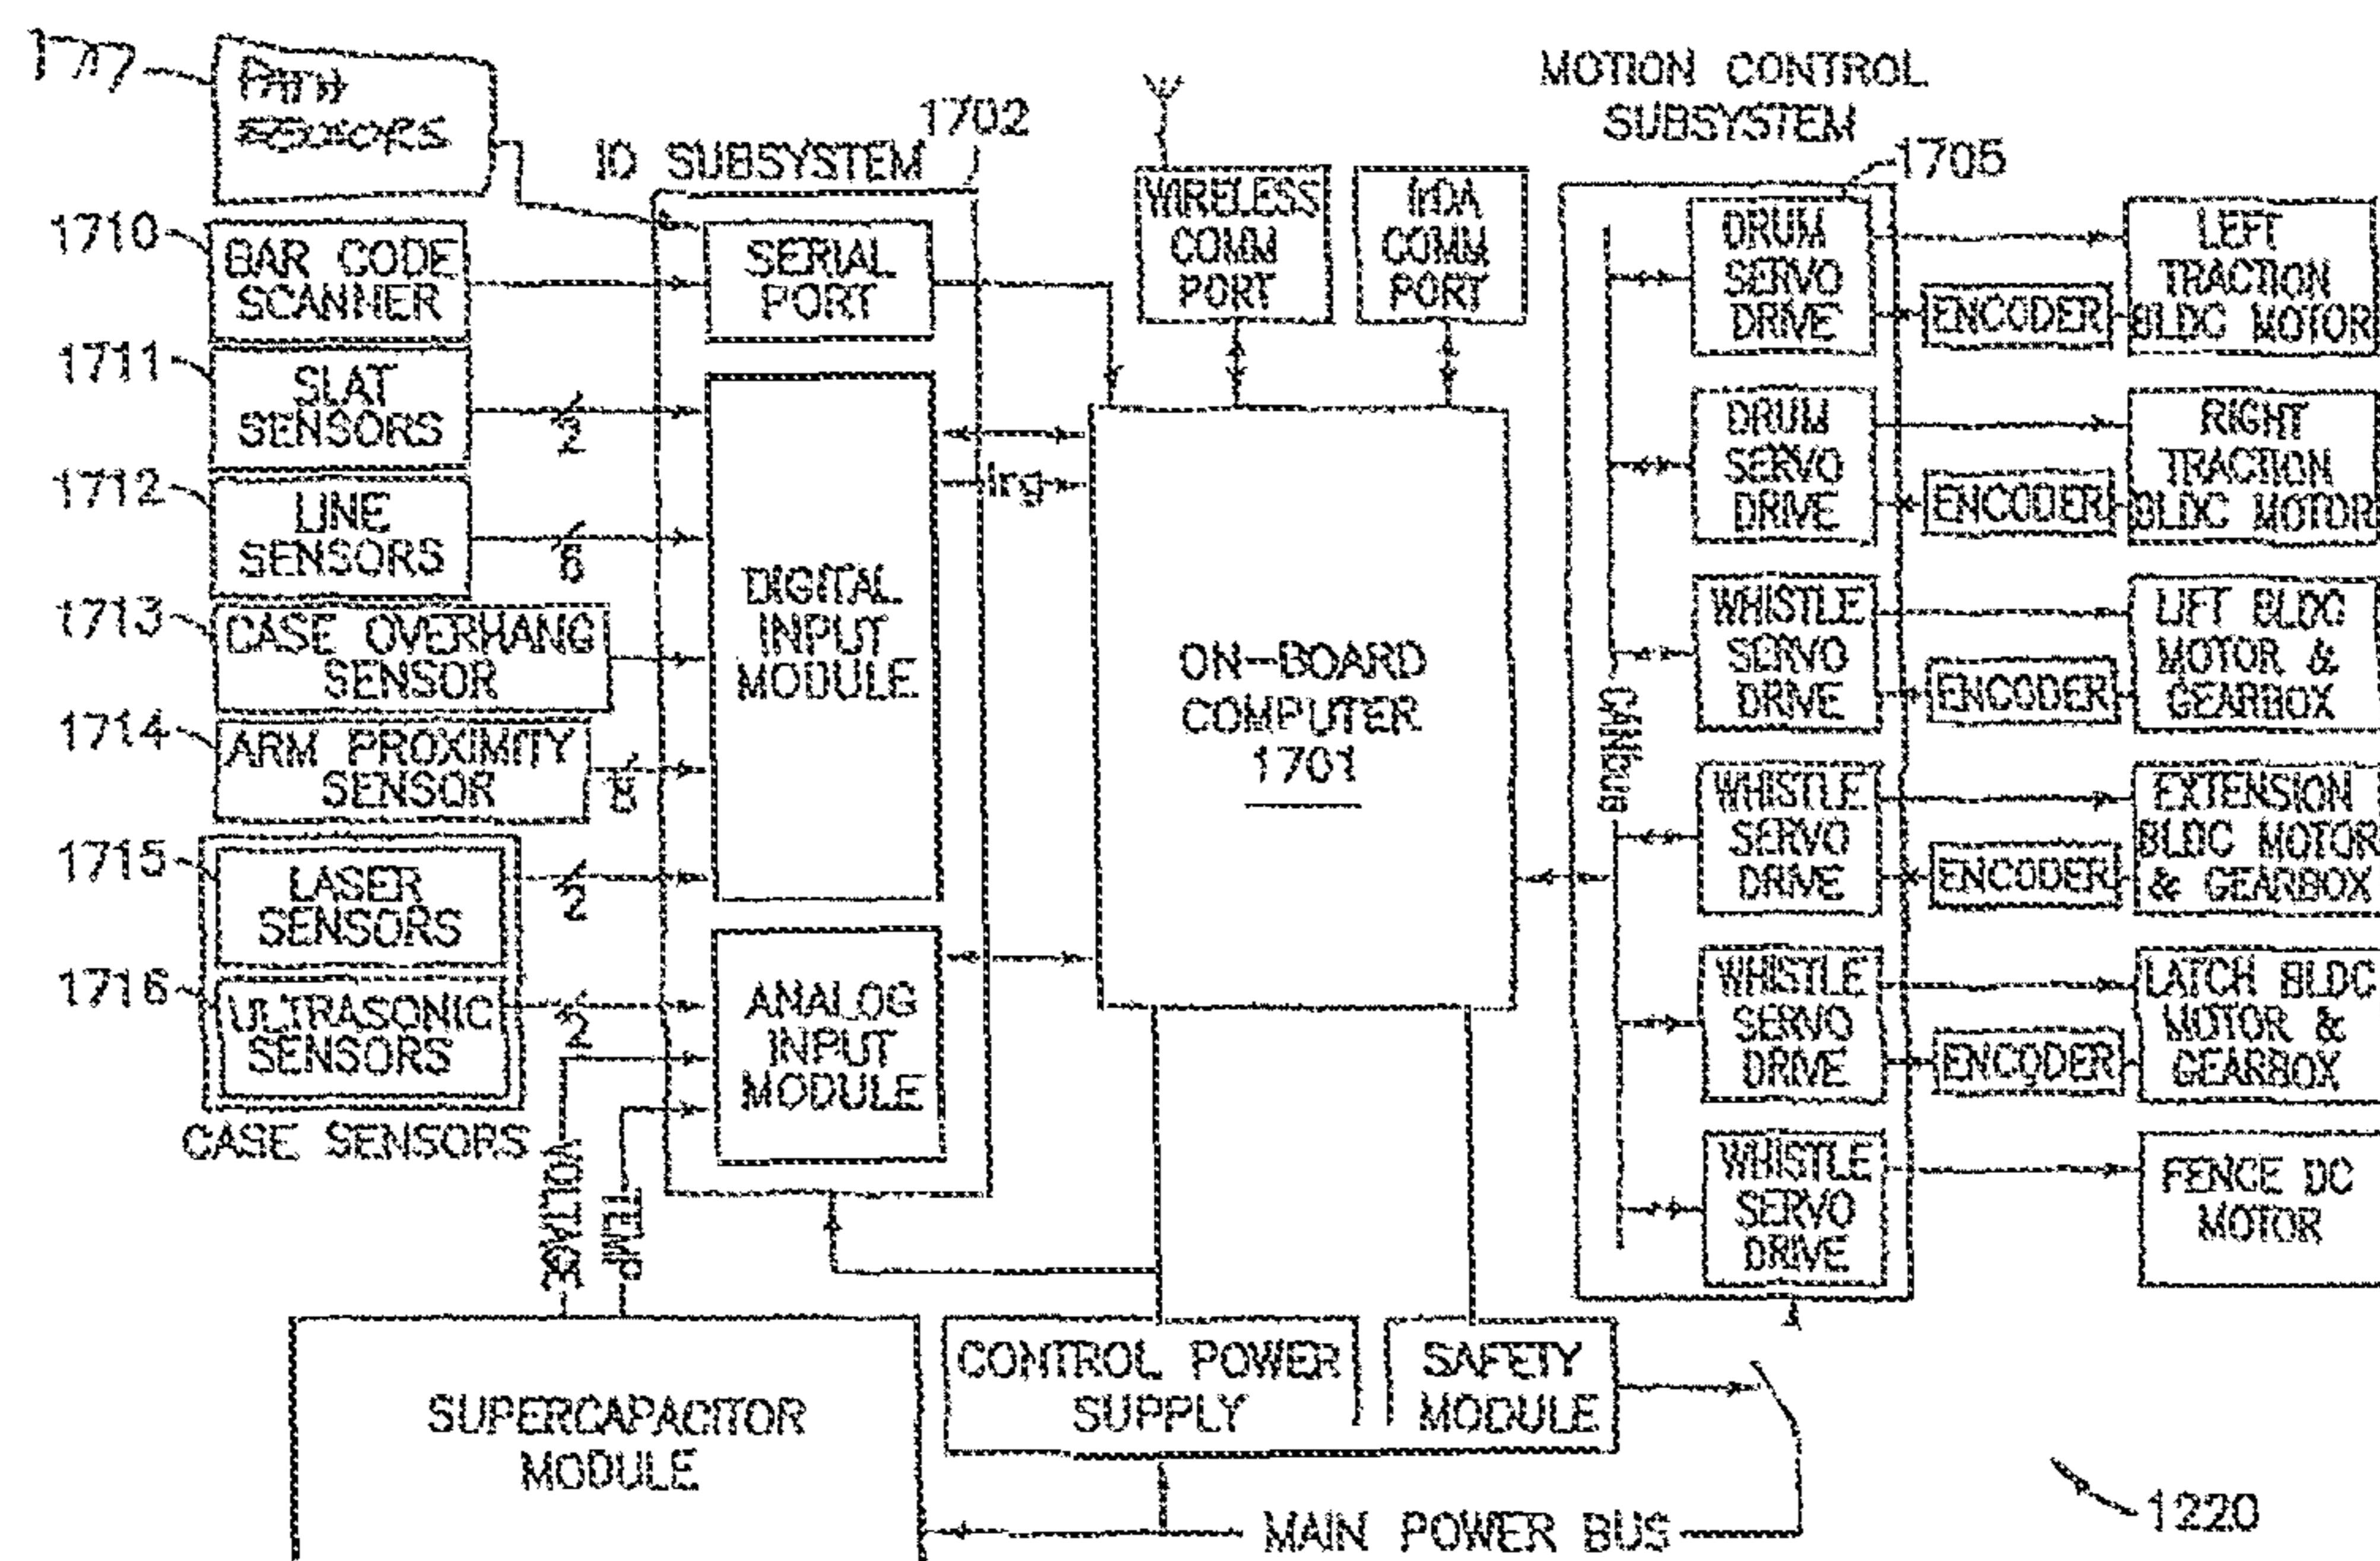 1717
PATH
SENSORS
1710
BAR CODE
SCANNER
1711
SLAT
SENSORS
2
1712
LINE
SENSORS
6
1713
CASE OVERHANG
SENSOR
1714
ARM PROXIMITY
SENSOR
8
1715
LASER
SENSORS
2
1716
ULTRASONIC
SENSORS
2
CASE SENSORS
VOLTAGE
TEMP
IO SUBSYSTEM
1702
SERIAL
PORT
DIGITAL
INPUT
MODULE
ANALOG
INPUT
MODULE
irq
WIRELESS
COMM
PORT
IrDA
COMM
PORT
ON-BOARD
COMPUTER
1701
MOTION CONTROL
SUBSYSTEM
1705
CANbus
DRUM
SERVO
DRIVE
ENCODER
LEFT
TRACTION
BLDC MOTOR
DRUM
SERVO
DRIVE
ENCODER
RIGHT
TRACTION
BLDC MOTOR
WHISTLE
SERVO
DRIVE
ENCODER
LIFT BLDC
MOTOR &
GEARBOX
WHISTLE
SERVO
DRIVE
ENCODER
EXTENSION
BLDC MOTOR
& GEARBOX
WHISTLE
SERVO
DRIVE
ENCODER
LATCH BLDC
MOTOR &
GEARBOX
WHISTLE
SERVO
DRIVE
FENCE DC
MOTOR
SUPERCAPACITOR
MODULE
CONTROL POWER
SUPPLY
SAFETY
MODULE
MAIN POWER BUS
1220